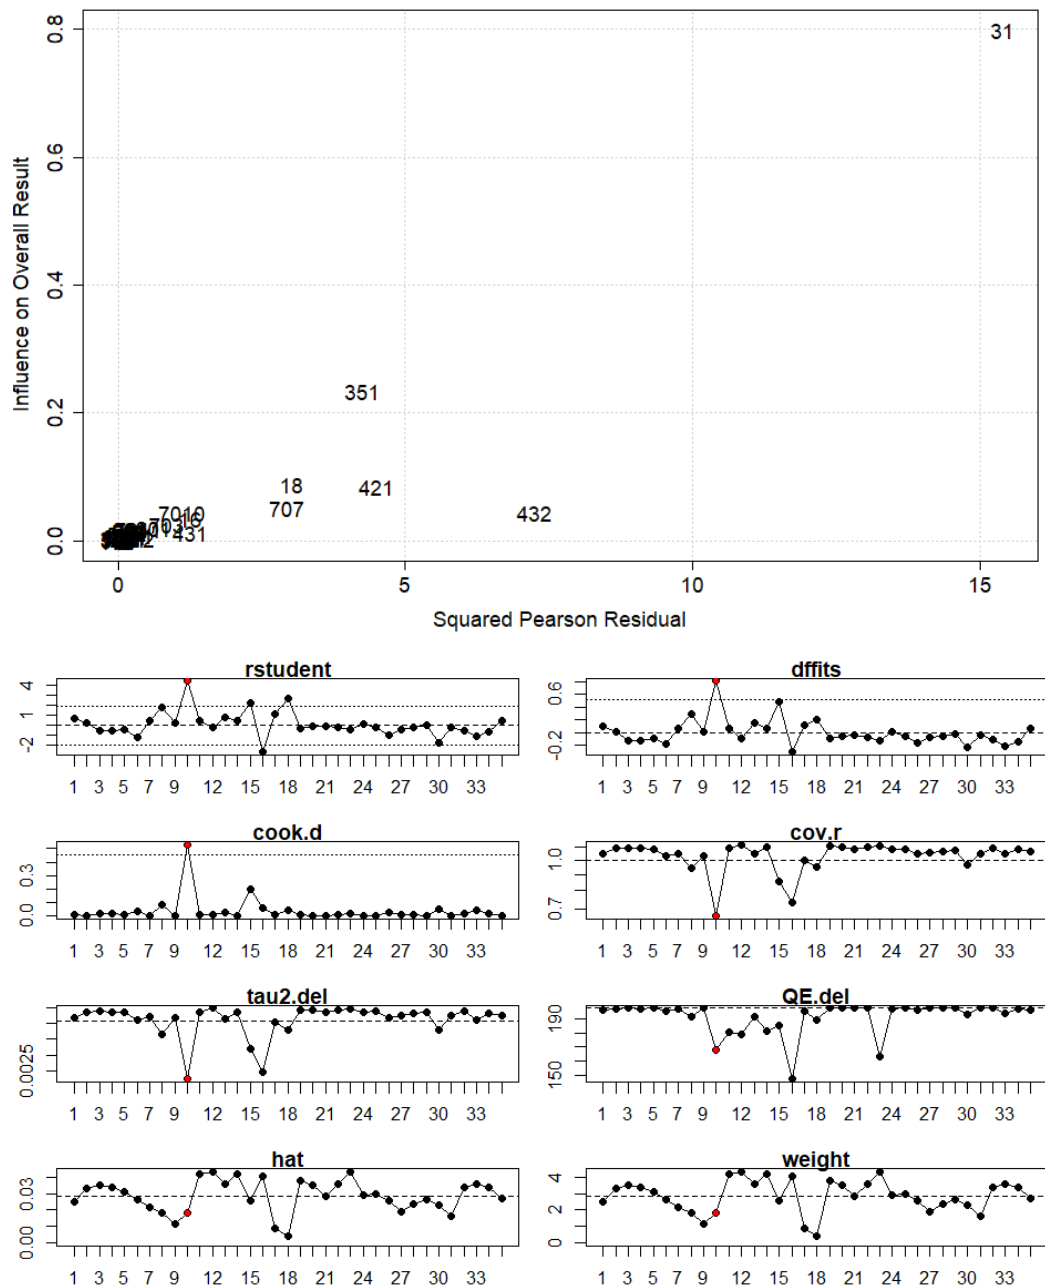 0.8
31
0.6
Influence on Overall Result
0.4
351
0.2
18
421
707
7010
432
431
0.0
0 5 10 15
Squared Pearson Residual
rstudent
4
1
-2
1 3 5 7 9 12 15 18 21 24 27 30 33
dffits
0.6
-0.2
1 3 5 7 9 12 15 18 21 24 27 30 33
cook.d
0.3
0.0
1 3 5 7 9 12 15 18 21 24 27 30 33
cov.r
1.0
0.7
1 3 5 7 9 12 15 18 21 24 27 30 33
tau2.del
0.0025
1 3 5 7 9 12 15 18 21 24 27 30 33
QE.del
190
150
1 3 5 7 9 12 15 18 21 24 27 30 33
hat
0.03
0.00
1 3 5 7 9 12 15 18 21 24 27 30 33
weight
4
2
0
1 3 5 7 9 12 15 18 21 24 27 30 33